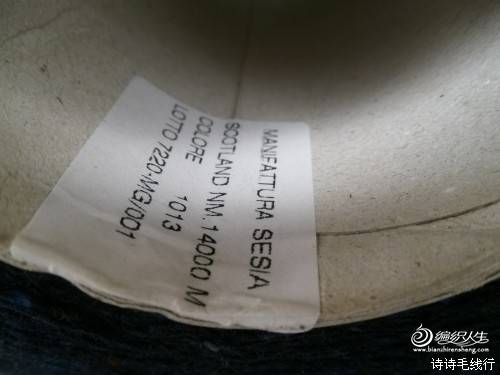 MANIFATTURA SESIA
SCOTLAND NM. 14000 M
COLORE 1013
LOTTO 7220-MG/001
编织人生
www.bianzhirensheng.com
诗诗毛线行